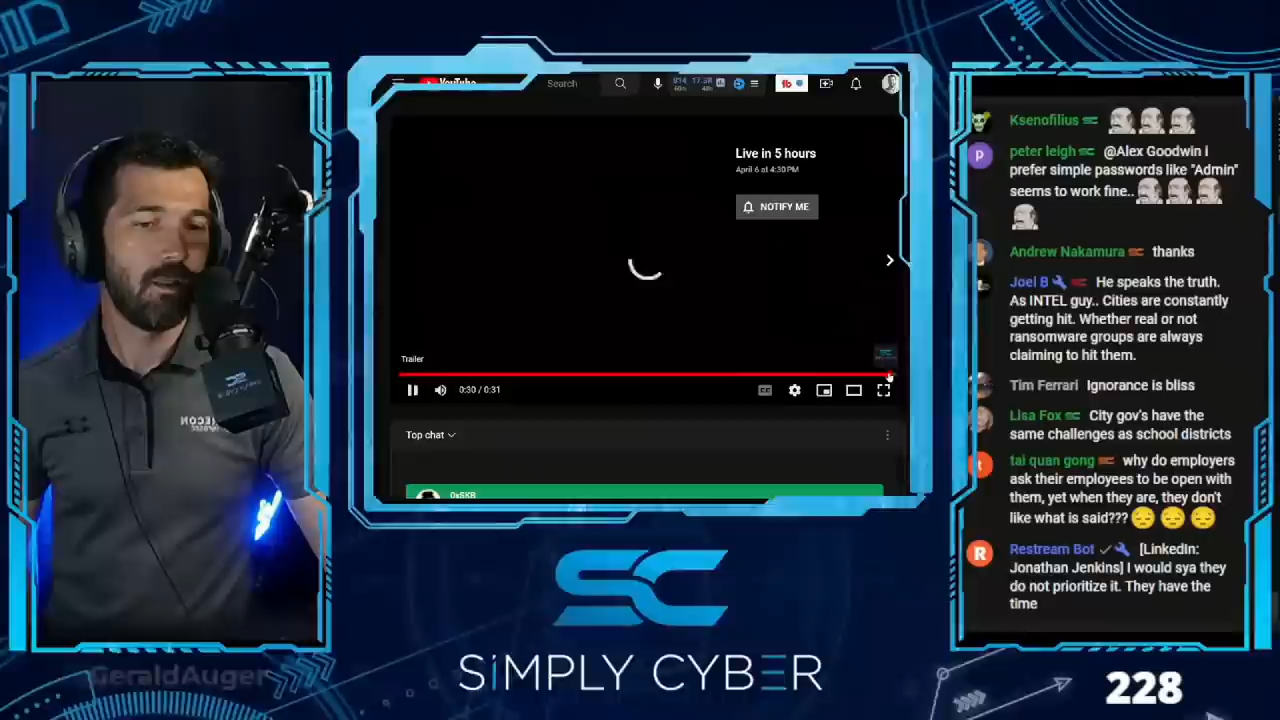 YouTube
Search
Live in 5 hours
April 6 at 4:30 PM
NOTIFY ME
Trailer
0:30 / 0:31
Top chat
0xSKR
RECON
SC
SIMPLY CYBER
GeraldAuger
Ksenofilius
peter leigh @Alex Goodwin i
prefer simple passwords like "Admin"
seems to work fine..
Andrew Nakamura thanks
Joel B He speaks the truth.
As INTEL guy.. Cities are constantly
getting hit. Whether real or not
ransomware groups are always
claiming to hit them.
Tim Ferrari Ignorance is bliss
Lisa Fox City gov's have the
same challenges as school districts
tai quan gong why do employers
ask their employees to be open with
them, yet when they are, they don't
like what is said???
Restream Bot [LinkedIn:
Jonathan Jenkins] I would sya they
do not prioritize it. They have the
time
228